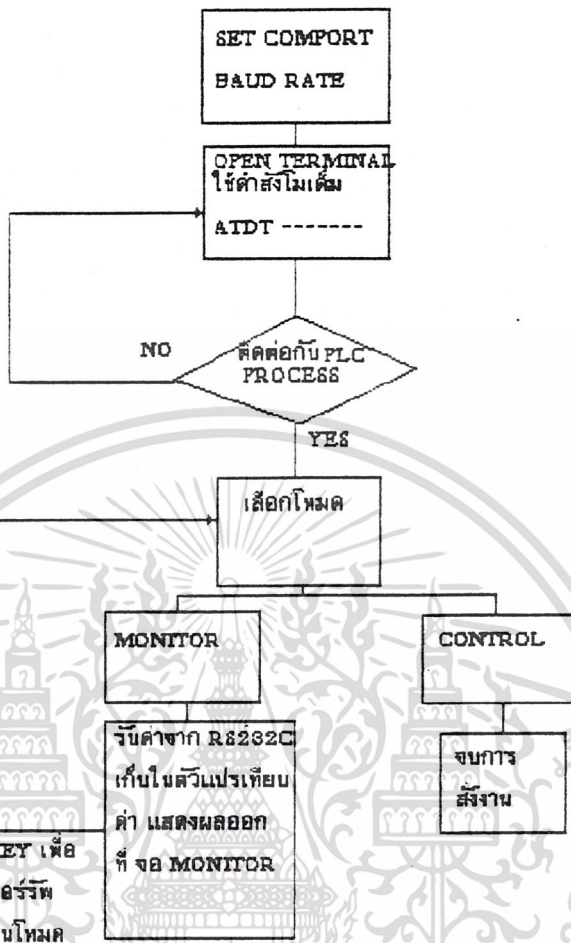 SET COMPORT
BAUD RATE
OPEN TERMINAL
ใช้คำสั่งโมเด็ม
ATDT -------
NO
ติดต่อกับ PLC
PROCESS
YES
เลือกโหมด
MONITOR
CONTROL
รับค่าจาก RS232C
เก็บในตัวแปรเทียบ
ค่า แสดงผลออก
ที่ จอ MONITOR
จบการ
สั่งงาน
EY เพื่อ
อร์รัพ
นโหมด